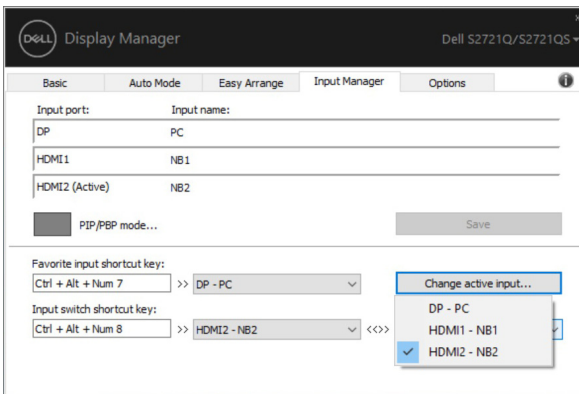 DELL Display Manager
Dell S2721Q/S2721QS
Basic Auto Mode Easy Arrange Input Manager Options
Input port: Input name:
DP PC
HDMI1 NB1
HDMI2 (Active) NB2
PIP/PBP mode... Save
Favorite input shortcut key:
Ctrl + Alt + Num 7 >> DP - PC Change active input...
Input switch shortcut key:
Ctrl + Alt + Num 8 >> HDMI2 - NB2 <<>>
DP - PC
HDMI1 - NB1
HDMI2 - NB2